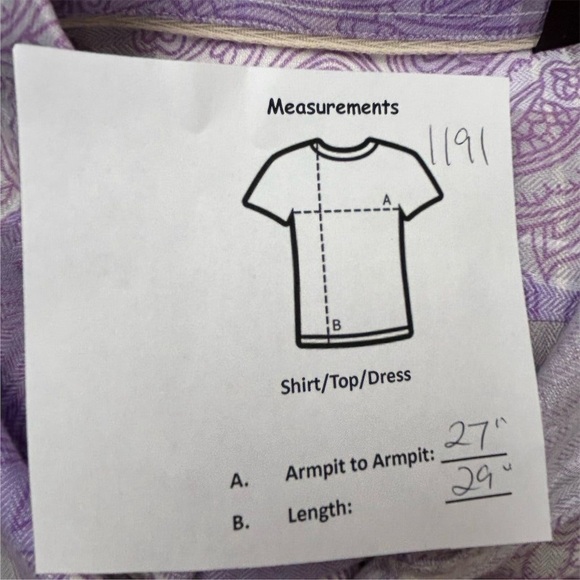 Measurements
1191
A
B
Shirt/Top/Dress
A. Armpit to Armpit: 27"
B. Length: 29"